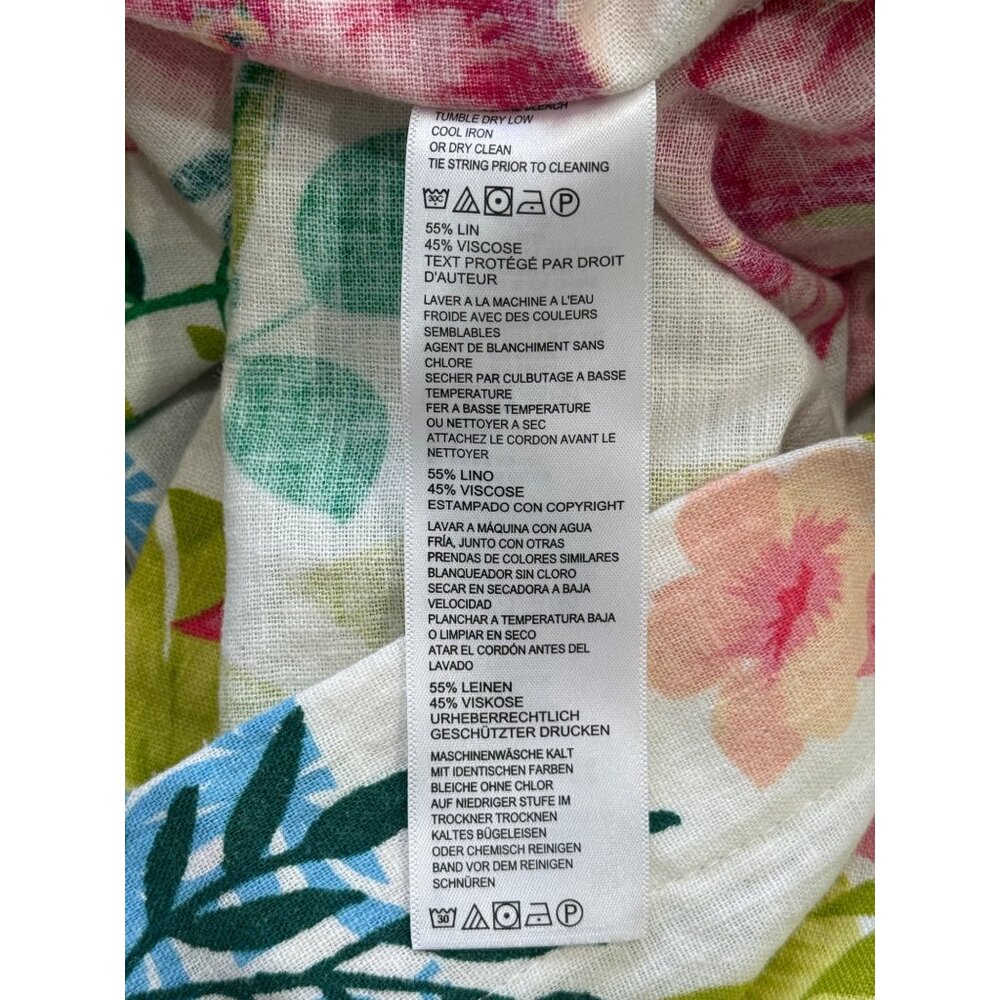 BLEACH
TUMBLE DRY LOW
COOL IRON
OR DRY CLEAN
TIE STRING PRIOR TO CLEANING
30C P
55% LIN
45% VISCOSE
TEXT PROTÉGÉ PAR DROIT
D'AUTEUR
LAVER A LA MACHINE A L'EAU
FROIDE AVEC DES COULEURS
SEMBLABLES
AGENT DE BLANCHIMENT SANS
CHLORE
SECHER PAR CULBUTAGE A BASSE
TEMPERATURE
FER A BASSE TEMPERATURE
OU NETTOYER A SEC
ATTACHEZ LE CORDON AVANT LE
NETTOYER
55% LINO
45% VISCOSE
ESTAMPADO CON COPYRIGHT
LAVAR A MÁQUINA CON AGUA
FRÍA, JUNTO CON OTRAS
PRENDAS DE COLORES SIMILARES
BLANQUEADOR SIN CLORO
SECAR EN SECADORA A BAJA
VELOCIDAD
PLANCHAR A TEMPERATURA BAJA
O LIMPIAR EN SECO
ATAR EL CORDÓN ANTES DEL
LAVADO
55% LEINEN
45% VISKOSE
URHEBERRECHTLICH
GESCHÜTZTER DRUCKEN
MASCHINENWÄSCHE KALT
MIT IDENTISCHEN FARBEN
BLEICHE OHNE CHLOR
AUF NIEDRIGER STUFE IM
TROCKNER TROCKNEN
KALTES BÜGELEISEN
ODER CHEMISCH REINIGEN
BAND VOR DEM REINIGEN
SCHNÜREN
30 P